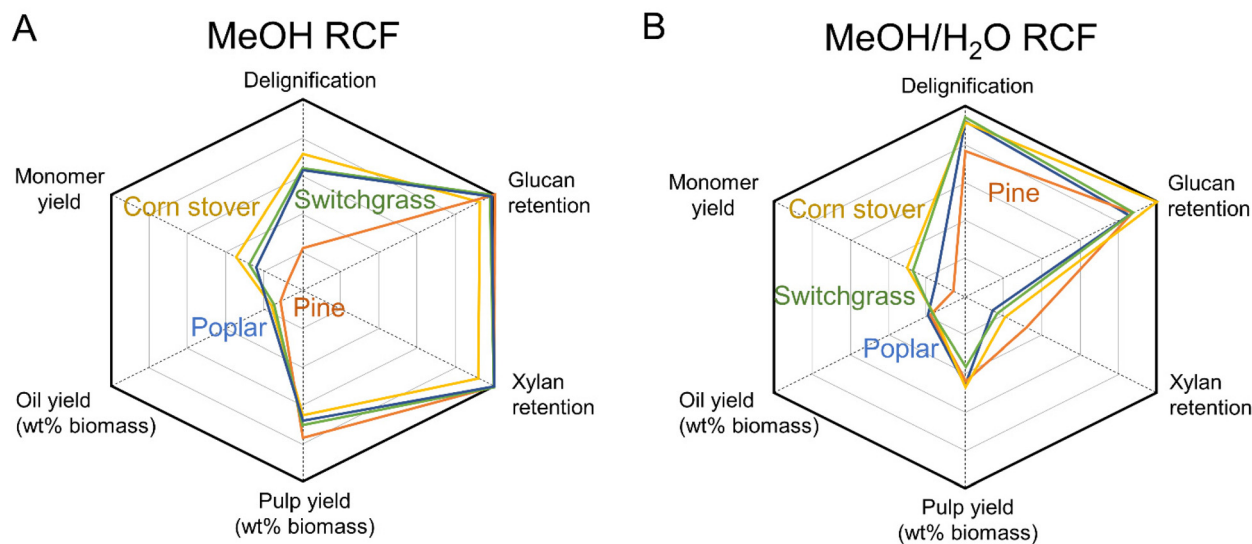 A
MeOH RCF
Delignification
Monomer
yield
Corn stover
Switchgrass
Glucan
retention
Pine
Poplar
Oil yield
(wt% biomass)
Xylan
retention
Pulp yield
(wt% biomass)
B
MeOH/H₂O RCF
Delignification
Monomer
yield
Corn stover
Pine
Glucan
retention
Switchgrass
Poplar
Oil yield
(wt% biomass)
Xylan
retention
Pulp yield
(wt% biomass)